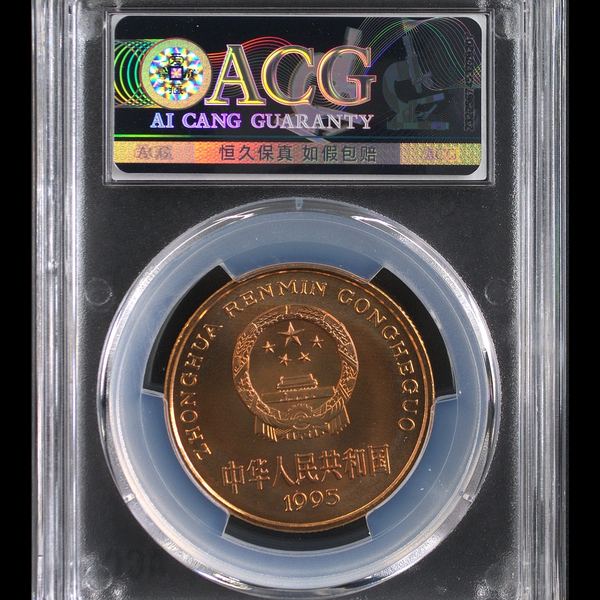 ACG
AI CANG GUARANTY
ACG 恒久保真 如假包赔 ACG
ZHONGHUA RENMIN GONGHEGUO
中华人民共和国
1995